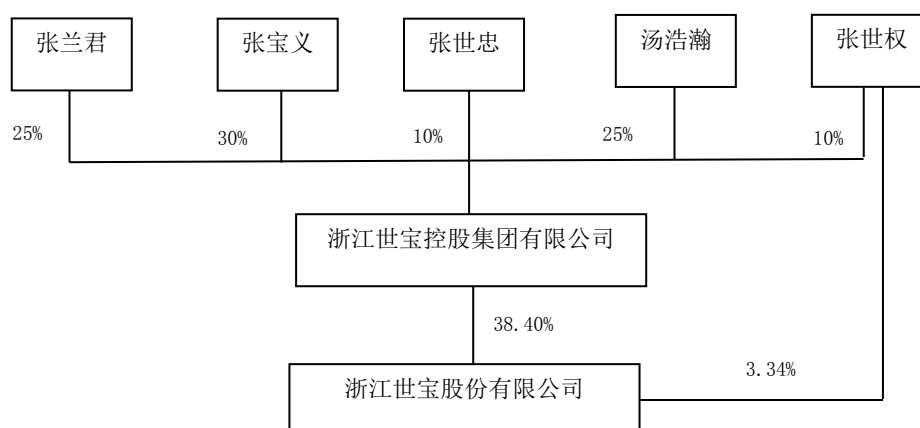 张兰君
张宝义
张世忠
汤浩瀚
张世权
25%
30%
10%
25%
10%
浙江世宝控股集团有限公司
38.40%
3.34%
浙江世宝股份有限公司